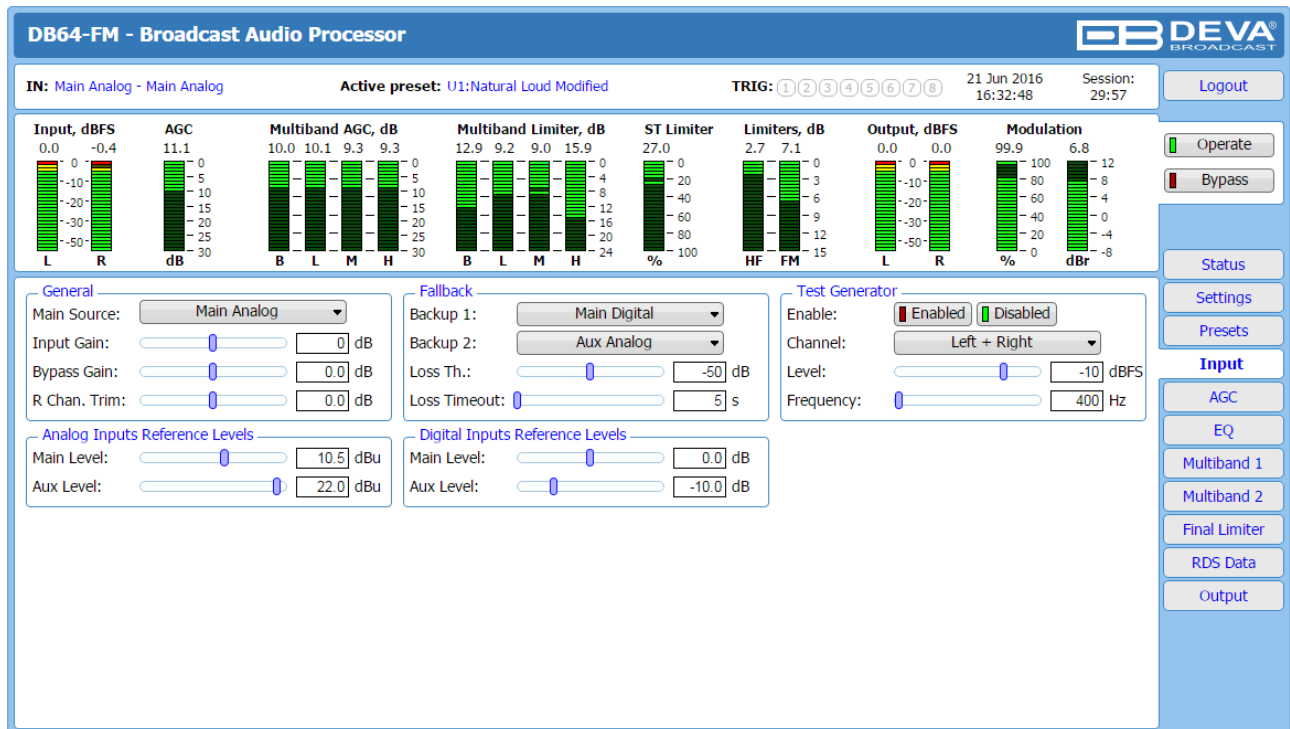 DB64-FM - Broadcast Audio Processor
DEVA®
BROADCAST
IN: Main Analog - Main Analog Active preset: U1:Natural Loud Modified TRIG: 1 2 3 4 5 6 7 8 21 Jun 2016 16:32:48 Session: 29:57
Logout
Input, dBFS AGC Multiband AGC, dB Multiband Limiter, dB ST Limiter Limiters, dB Output, dBFS Modulation
0.0 -0.4 11.1 10.0 10.1 9.3 9.3 12.9 9.2 9.0 15.9 27.0 2.7 7.1 0.0 0.0 99.9 6.8
0 -10 -20 -30 -50
0 5 10 15 20 25 30
0 5 10 15 20 25 30
0 4 8 12 16 20 24
0 20 40 60 80 100
0 3 6 9 12 15
0 -10 -20 -30 -50
100 80 60 40 20 0
12 8 4 0 -4 -8
L R dB B L M H B L M H % HF FM L R % dBr
Operate
Bypass
General
Main Source: Main Analog
Input Gain: 0 dB
Bypass Gain: 0.0 dB
R Chan. Trim: 0.0 dB
Fallback
Backup 1: Main Digital
Backup 2: Aux Analog
Loss Th.: -50 dB
Loss Timeout: 5 s
Test Generator
Enable: Enabled Disabled
Channel: Left + Right
Level: -10 dBFS
Frequency: 400 Hz
Analog Inputs Reference Levels
Main Level: 10.5 dBu
Aux Level: 22.0 dBu
Digital Inputs Reference Levels
Main Level: 0.0 dB
Aux Level: -10.0 dB
Status
Settings
Presets
Input
AGC
EQ
Multiband 1
Multiband 2
Final Limiter
RDS Data
Output